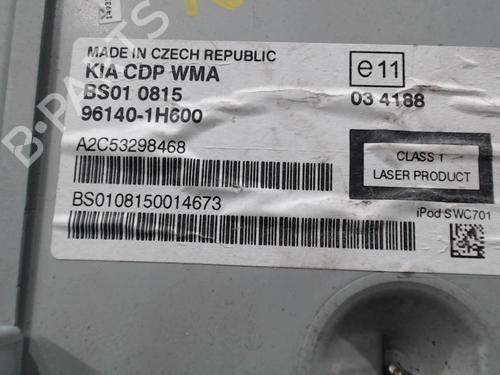 MADE IN CZECH REPUBLIC
KIA CDP WMA
BS01 0815
96140-1H600
e11
03 4188
A2C53298468
CLASS 1
LASER PRODUCT
BS0108150014673
iPod SWC701
B-PARTS